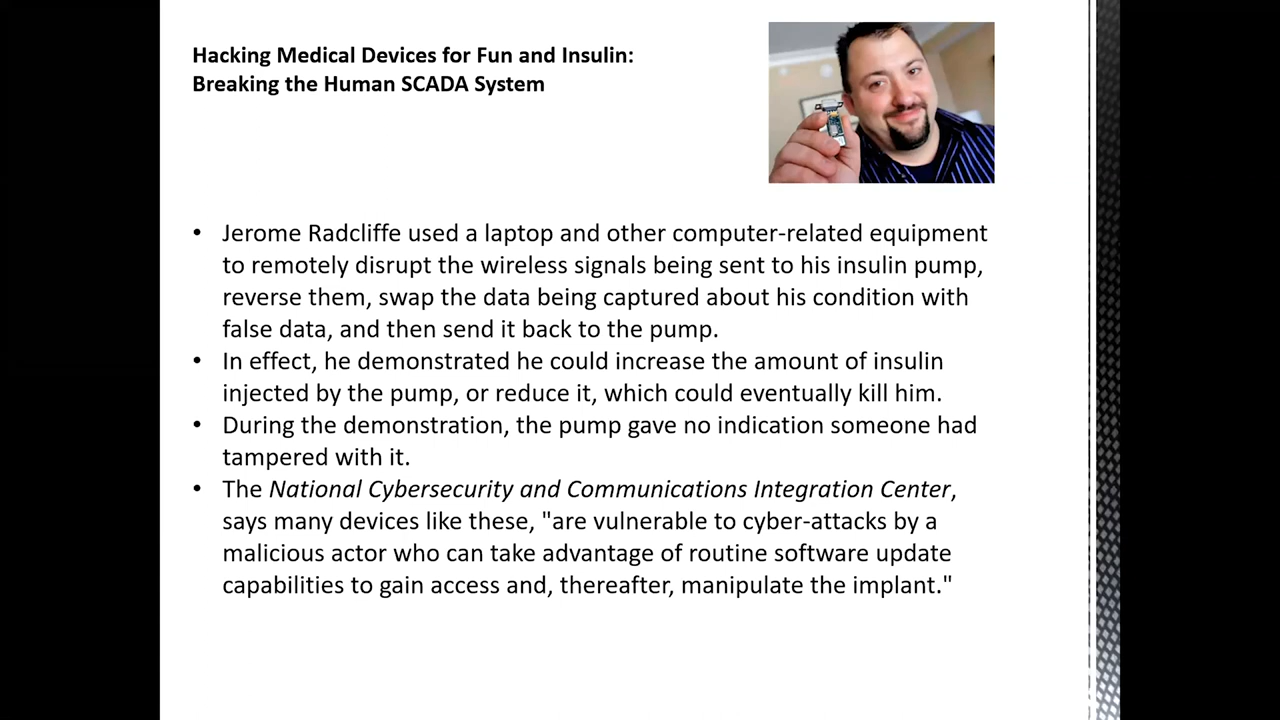 Hacking Medical Devices for Fun and Insulin:
Breaking the Human SCADA System
• Jerome Radcliffe used a laptop and other computer-related equipment
to remotely disrupt the wireless signals being sent to his insulin pump,
reverse them, swap the data being captured about his condition with
false data, and then send it back to the pump.
• In effect, he demonstrated he could increase the amount of insulin
injected by the pump, or reduce it, which could eventually kill him.
• During the demonstration, the pump gave no indication someone had
tampered with it.
• The National Cybersecurity and Communications Integration Center,
says many devices like these, "are vulnerable to cyber-attacks by a
malicious actor who can take advantage of routine software update
capabilities to gain access and, thereafter, manipulate the implant."